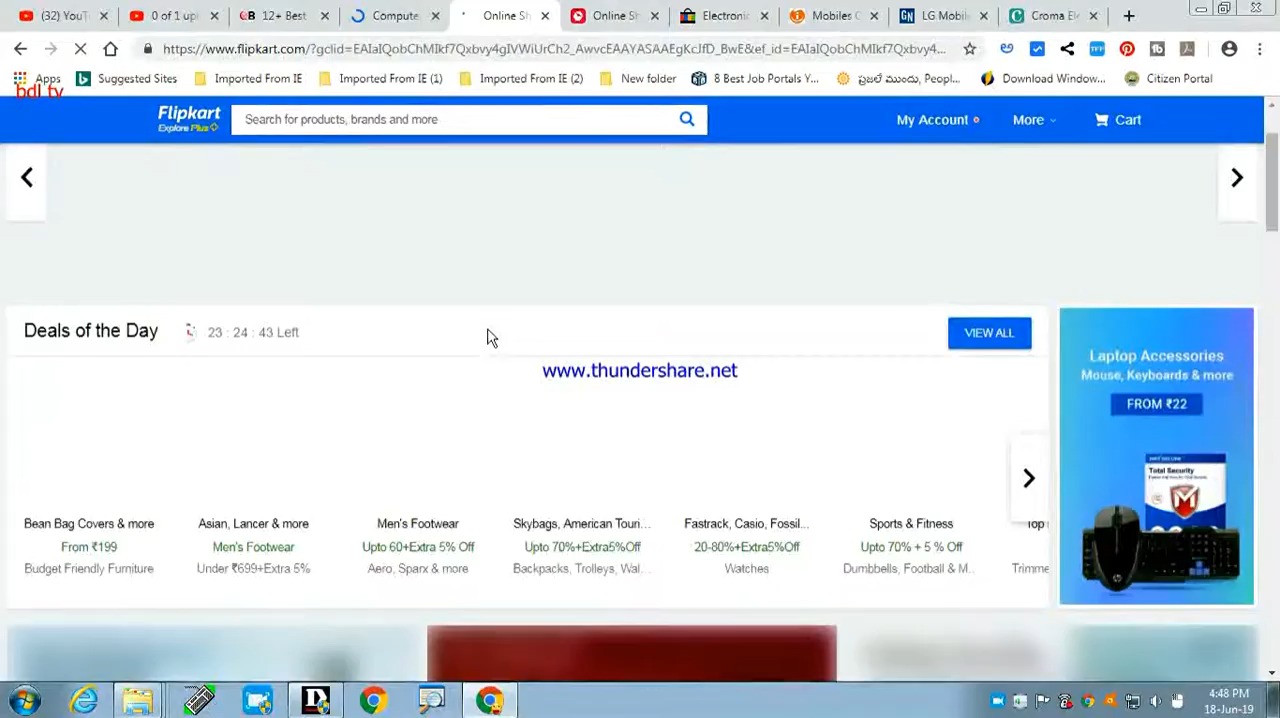 (32) YouT
0 of 1 up
12+ Best
Compute
Online Sh
Online Sh
Electronic
Mobiles C
GN LG Mobil
Croma El
https://www.flipkart.com/?gclid=EAIaIQobChMIkf7Qxbvy4gIVWiUrCh2_AwvcEAAYASAAEgKcJfD_BwE&ef_id=EAIaIQobChMIkf7Qxbvy4gIVW...
Apps
Suggested Sites
Imported From IE
Imported From IE (1)
Imported From IE (2)
New folder
8 Best Job Portals Y...
ప్రజలే ముందు, Peopl...
Download Window...
Citizen Portal
bdl tv
Flipkart
Explore Plus
Search for products, brands and more
My Account
More
Cart
Deals of the Day
23 : 24 : 43 Left
VIEW ALL
www.thundershare.net
Laptop Accessories
Mouse, Keyboards & more
FROM ₹22
Total Security
Bean Bag Covers & more
From ₹199
Budget Friendly Furniture
Asian, Lancer & more
Men's Footwear
Under ₹699+Extra 5%
Men's Footwear
Upto 60+Extra 5% Off
Aero, Sparx & more
Skybags, American Touri...
Upto 70%+Extra5%Off
Backpacks, Trolleys, Wal...
Fastrack, Casio, Fossil...
20-80%+Extra5%Off
Watches
Sports & Fitness
Upto 70% + 5 % Off
Dumbbells, Football & M...
Top
Trimme
4:48 PM
18-Jun-19